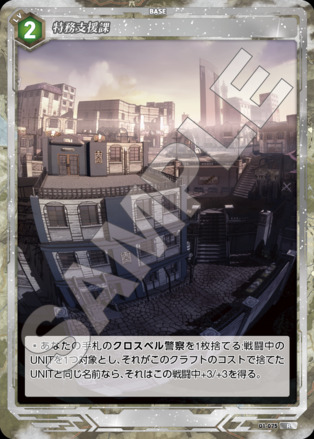 BASE
LV
2
特務支援課
SAMPLE
・あなたの手札のクロスベル警察を1枚捨てる:戦闘中の
UNITを1つ対象とし、それがこのクラフトのコストで捨てた
UNITと同じ名前なら、それはこの戦闘中+3/+3を得る。
01-075 R